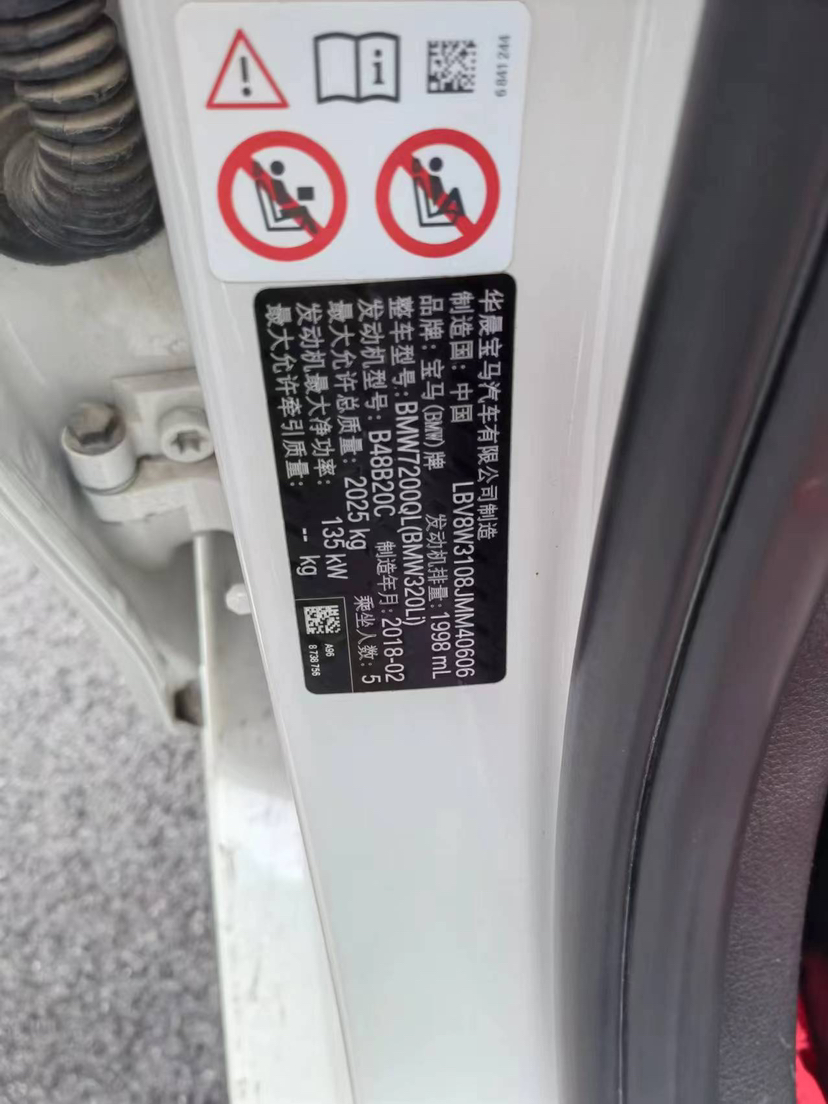 6 841 244
华晨宝马汽车有限公司制造
制造国: 中国 LBV8W3108JMM40606
品牌: 宝马(BMW)牌 发动机排量: 1998 mL
整车型号: BMW7200QL(BMW320Li)
发动机型号: B48B20C 制造年月: 2018-02
最大允许总质量: 2025 kg 乘坐人数: 5
发动机最大净功率: 135 kW
最大允许牵引质量: -- kg
A96
8 738 756